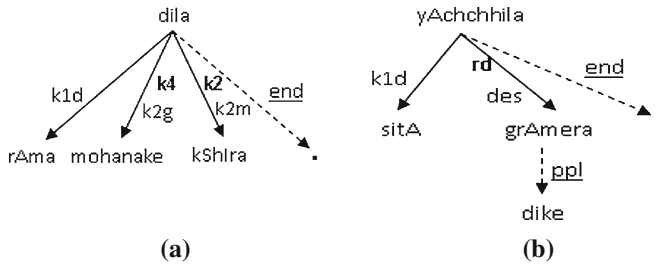 dila yAchchhila
k1d k4 k2 end k1d rd end
k2g k2m des
rAma mohanake kShIra . sitA grAmera
ppl
dike
(a) (b)